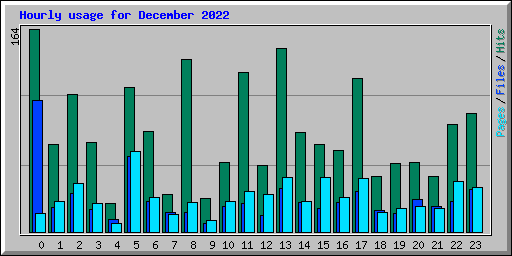 Hourly usage for December 2022
164
Pages/Files/Hits
0 1 2 3 4 5 6 7 8 9 10 11 12 13 14 15 16 17 18 19 20 21 22 23